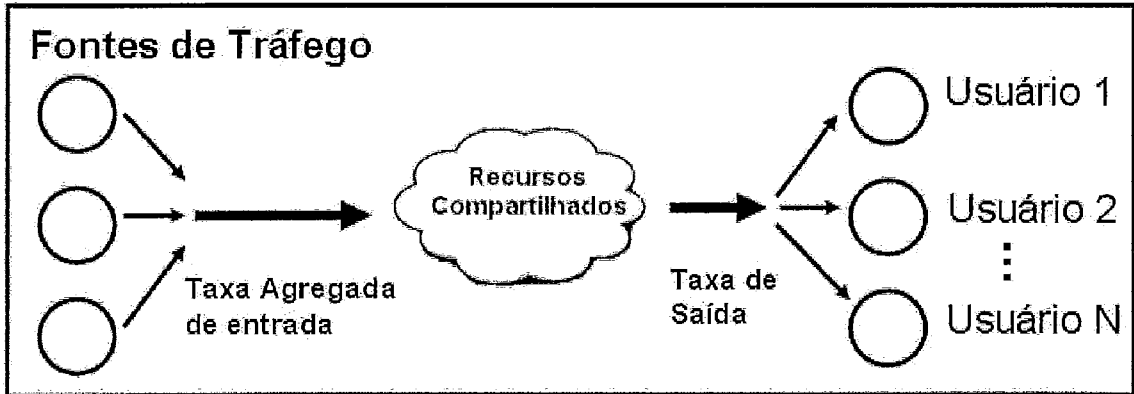 Fontes de Tráfego
Usuário 1
Recursos
Compartilhados
Usuário 2
Taxa Agregada
de entrada
Taxa de
Saída
Usuário N